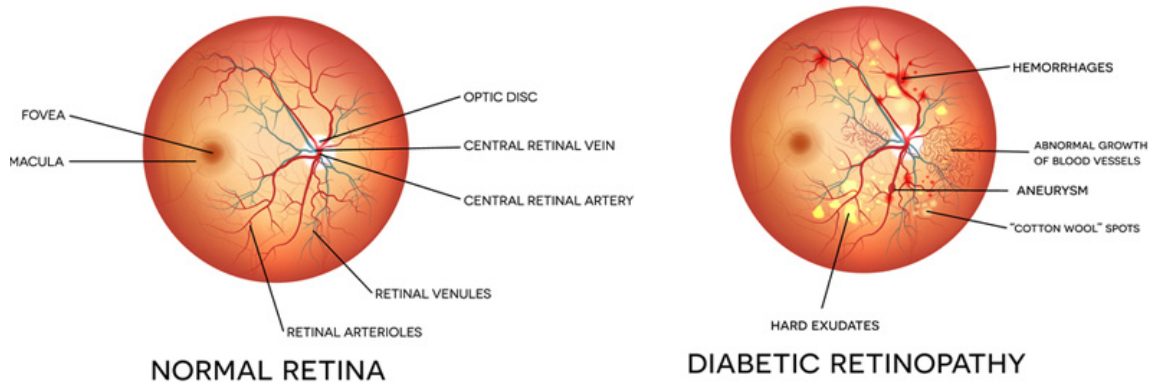 FOVEA
MACULA
OPTIC DISC
CENTRAL RETINAL VEIN
CENTRAL RETINAL ARTERY
RETINAL VENULES
RETINAL ARTERIOLES
NORMAL RETINA
HEMORRHAGES
ABNORMAL GROWTH
OF BLOOD VESSELS
ANEURYSM
"COTTON WOOL" SPOTS
HARD EXUDATES
DIABETIC RETINOPATHY